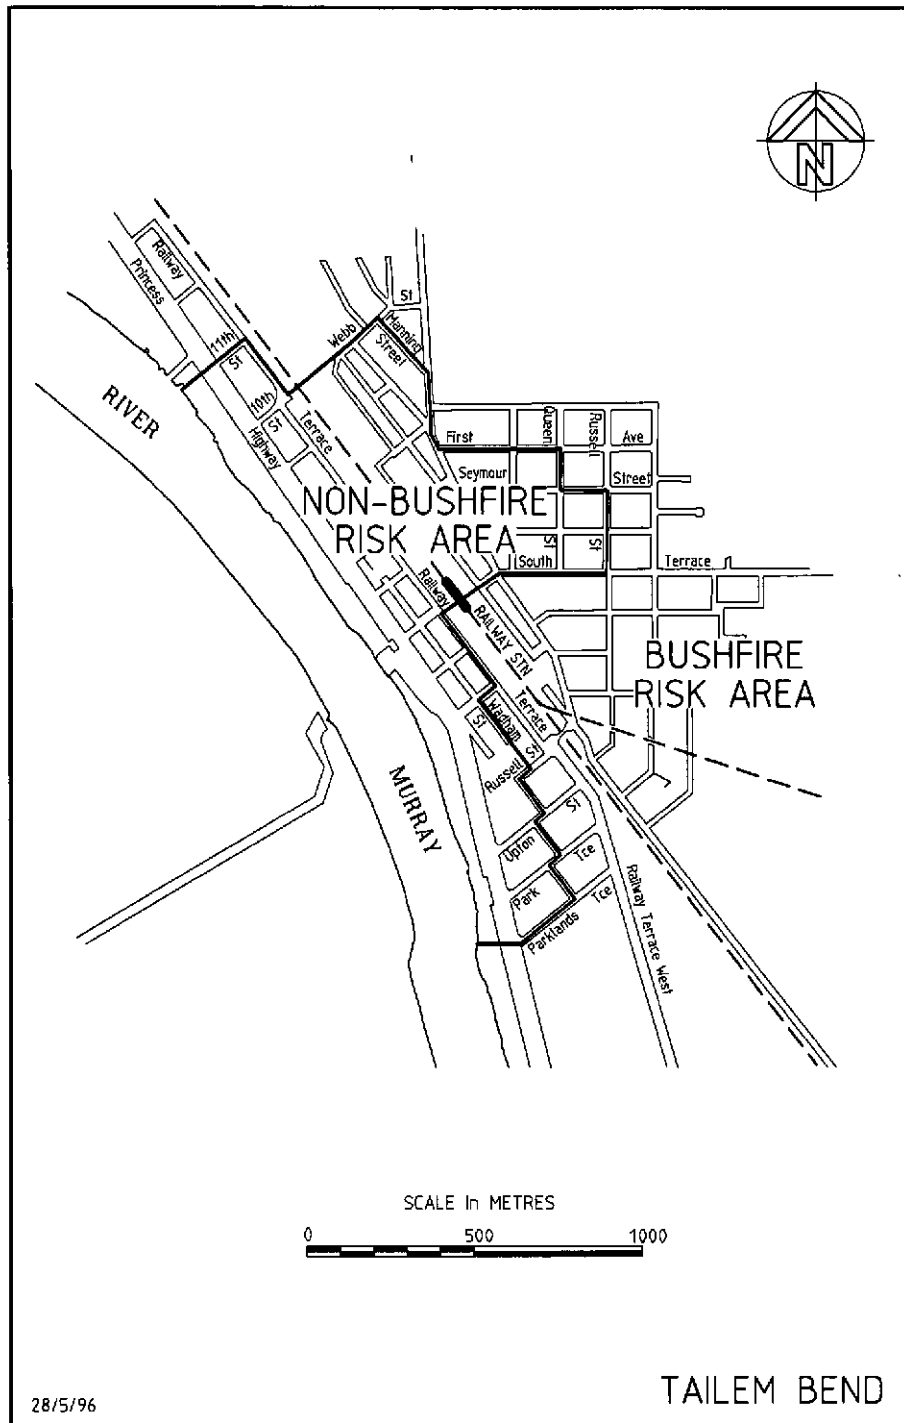 N
Railway
Princess
11th
St
10th
St
Highway
Terrace
Webb
St
Manning
Street
RIVER
First
Queen
Russell
Ave
Seymour
Street
NON-BUSHFIRE
RISK AREA
South
St
St
Terrace
Railway
RAILWAY STN
BUSHFIRE
RISK AREA
Terrace
Wadham
St
St
Russell
MURRAY
St
Upton
Tce
Park
Tce
Parklands
Railway Terrace West
SCALE In METRES
0 500 1000
28/5/96
TAILEM BEND